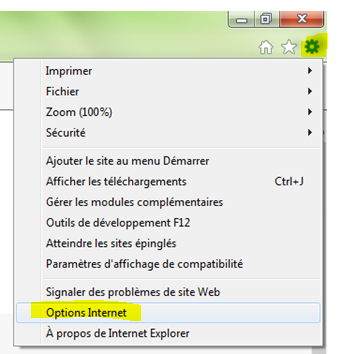 Imprimer
Fichier
Zoom (100%)
Sécurité
Ajouter le site au menu Démarrer
Afficher les téléchargements Ctrl+J
Gérer les modules complémentaires
Outils de développement F12
Atteindre les sites épinglés
Paramètres d'affichage de compatibilité
Signaler des problèmes de site Web
Options Internet
À propos de Internet Explorer